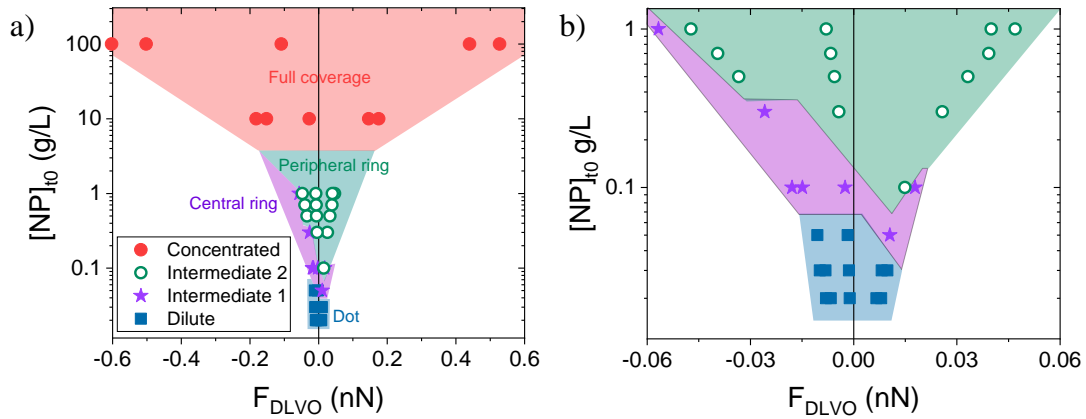 a)
[NP]t0 (g/L)
100
10
1
0.1
Full coverage
Peripheral ring
Central ring
Dot
Concentrated
Intermediate 2
Intermediate 1
Dilute
-0.6 -0.4 -0.2 0.0 0.2 0.4 0.6
FDLVO (nN)
b)
[NP]t0 g/L
1
0.1
-0.06 -0.03 0.00 0.03 0.06
FDLVO (nN)